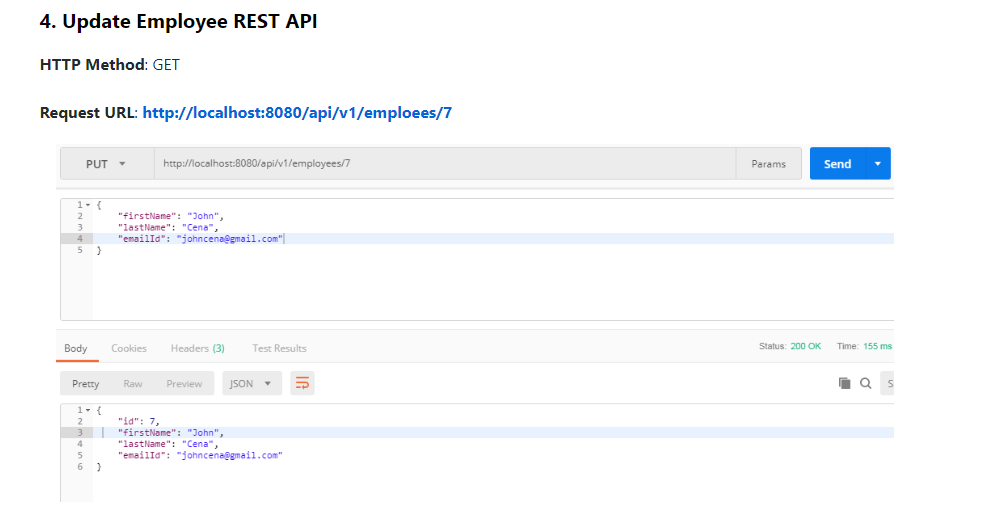 4. Update Employee REST API
HTTP Method: GET
Request URL: http://localhost:8080/api/v1/emploees/7
PUT http://localhost:8080/api/v1/employees/7 Params Send
1 {
2 "firstName": "John",
3 "lastName": "Cena",
4 "emailId": "johncena@gmail.com"
5 }
Body Cookies Headers (3) Test Results Status: 200 OK Time: 155 ms
Pretty Raw Preview JSON S
1 {
2 "id": 7,
3 "firstName": "John",
4 "lastName": "Cena",
5 "emailId": "johncena@gmail.com"
6 }